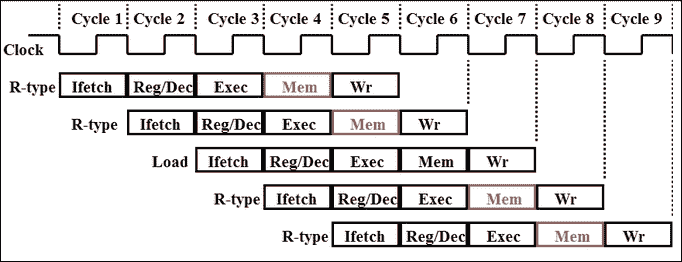 Cycle 1 Cycle 2 Cycle 3 Cycle 4 Cycle 5 Cycle 6 Cycle 7 Cycle 8 Cycle 9
Clock
R-type Ifetch Reg/Dec Exec Mem Wr
R-type Ifetch Reg/Dec Exec Mem Wr
Load Ifetch Reg/Dec Exec Mem Wr
R-type Ifetch Reg/Dec Exec Mem Wr
R-type Ifetch Reg/Dec Exec Mem Wr